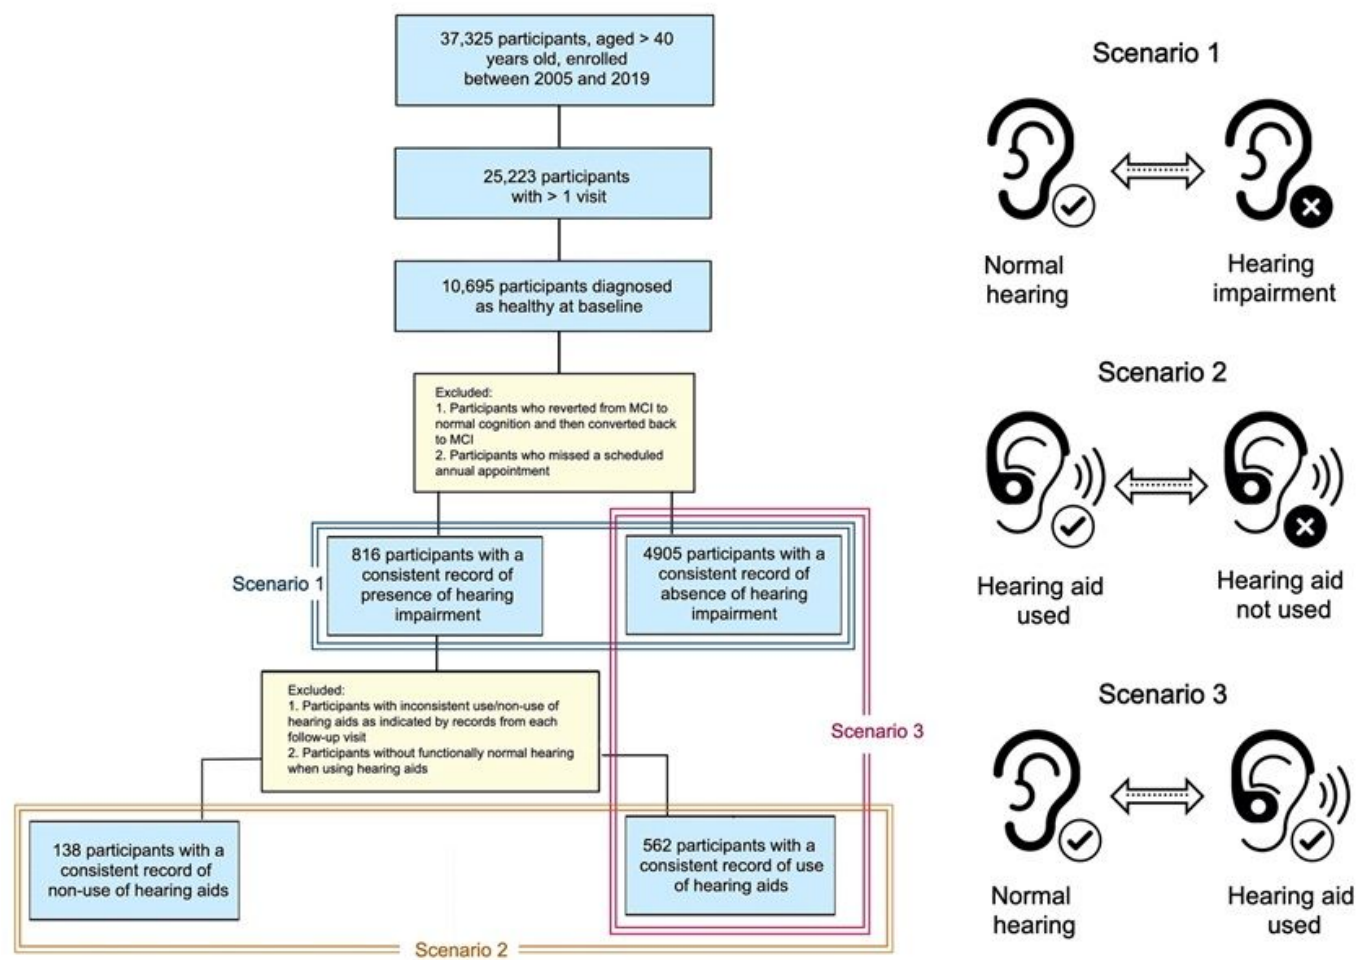 37,325 participants, aged > 40
years old, enrolled
between 2005 and 2019
25,223 participants
with > 1 visit
10,695 participants diagnosed
as healthy at baseline
Excluded:
1. Participants who reverted from MCI to
normal cognition and then converted back
to MCI
2. Participants who missed a scheduled
annual appointment
Scenario 1
816 participants with a
consistent record of
presence of hearing
impairment
4905 participants with a
consistent record of
absence of hearing
impairment
Excluded:
1. Participants with inconsistent use/non-use of
hearing aids as indicated by records from each
follow-up visit
2. Participants without functionally normal hearing
when using hearing aids
Scenario 3
138 participants with a
consistent record of
non-use of hearing aids
562 participants with a
consistent record of use
of hearing aids
Scenario 2
Scenario 1
Normal
hearing
Hearing
impairment
Scenario 2
Hearing aid
used
Hearing aid
not used
Scenario 3
Normal
hearing
Hearing aid
used